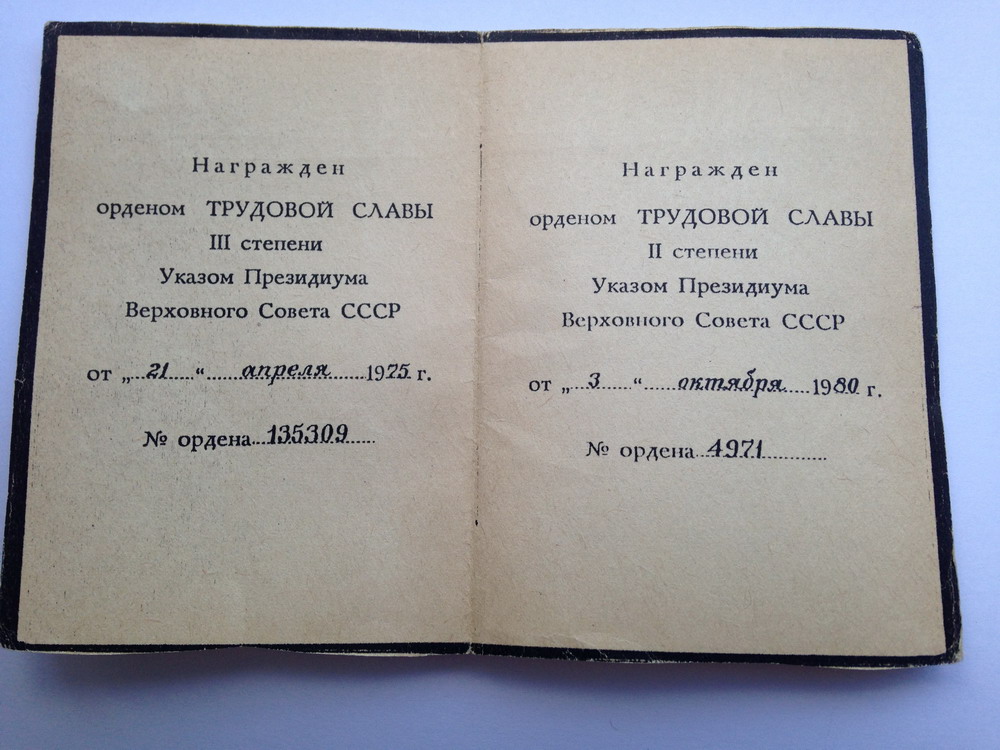 Награжден
орденом ТРУДОВОЙ СЛАВЫ
III степени
Указом Президиума
Верховного Совета СССР
от „ 21 “ апреля 1975 г.
№ ордена 135309
Награжден
орденом ТРУДОВОЙ СЛАВЫ
II степени
Указом Президиума
Верховного Совета СССР
от „ 3 “ октября 1980 г.
№ ордена 4971